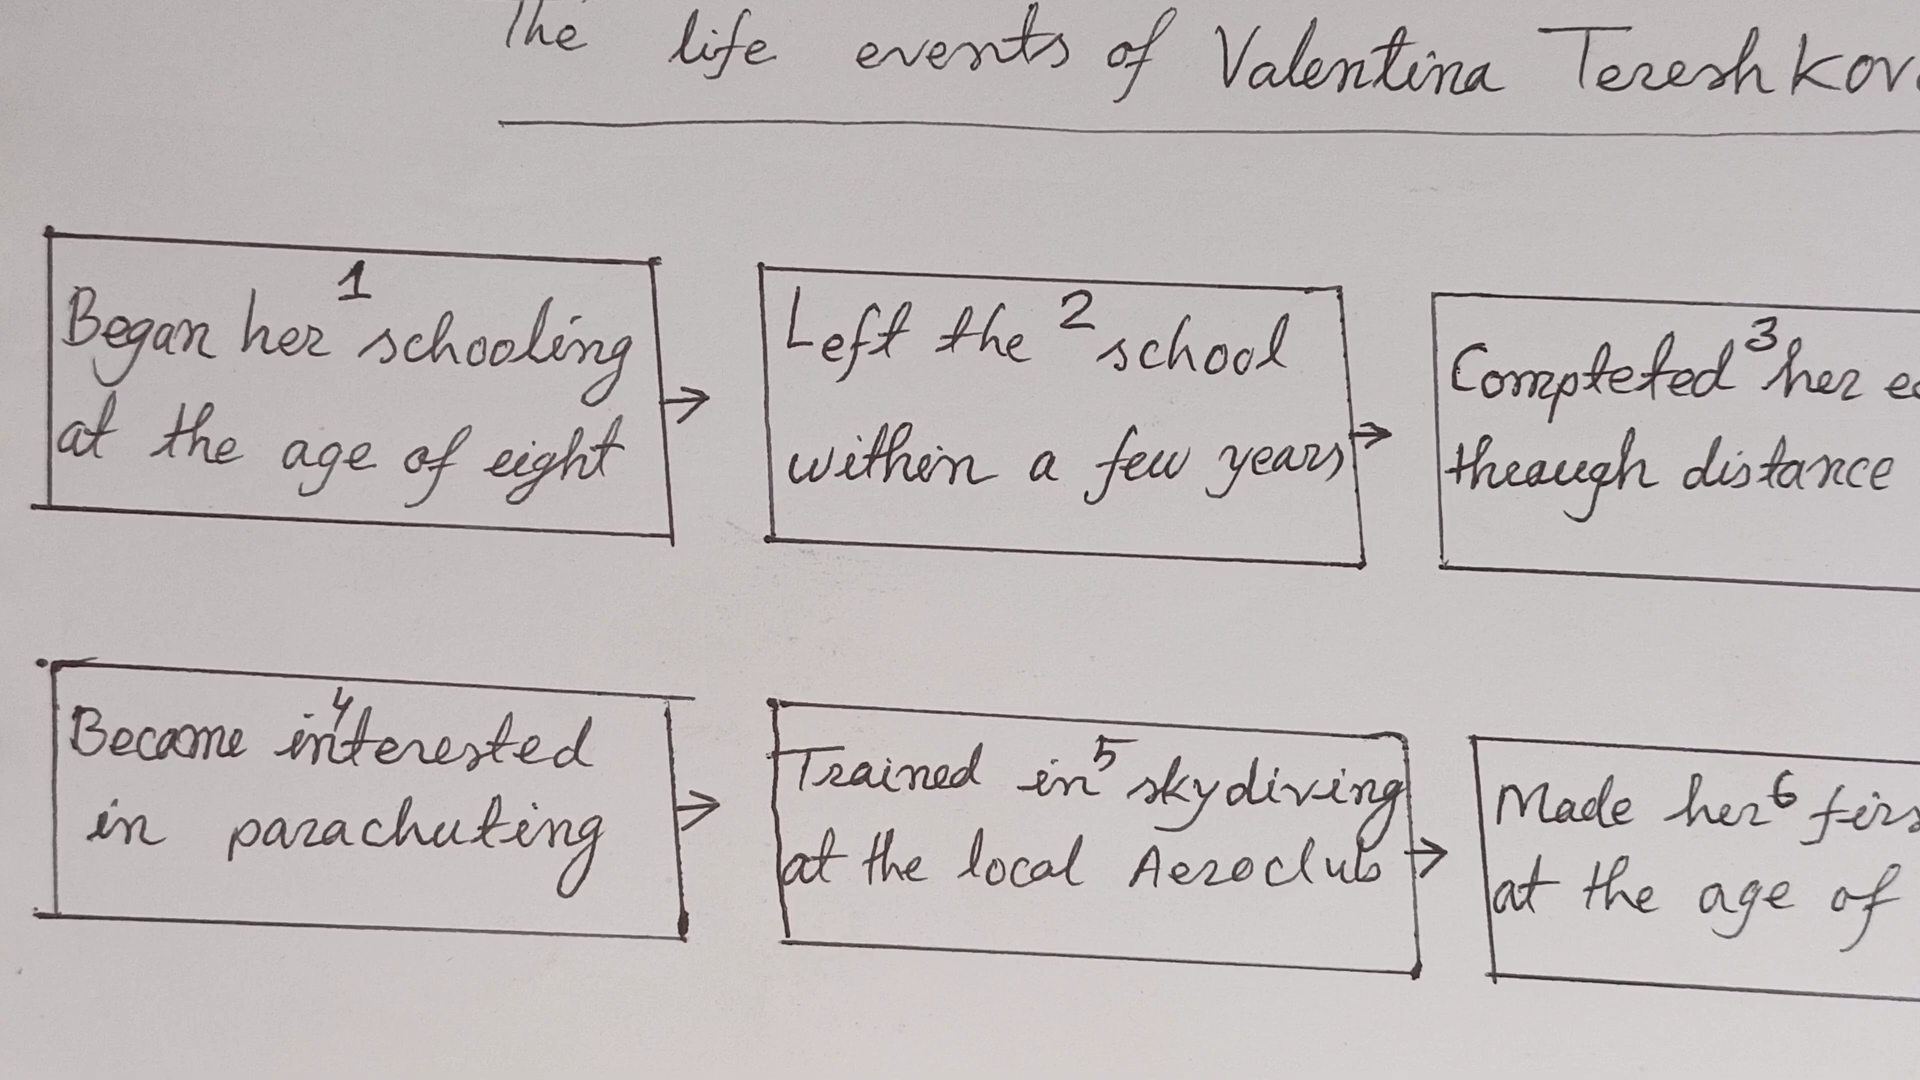 The life events of Valentina Tereshkov
1
Began her schooling
at the age of eight
2
Left the school
within a few years
3
Completed her
through distance
4
Became interested
in parachuting
5
Trained in skydiving
at the local Aeroclub
6
Made her firs
at the age of